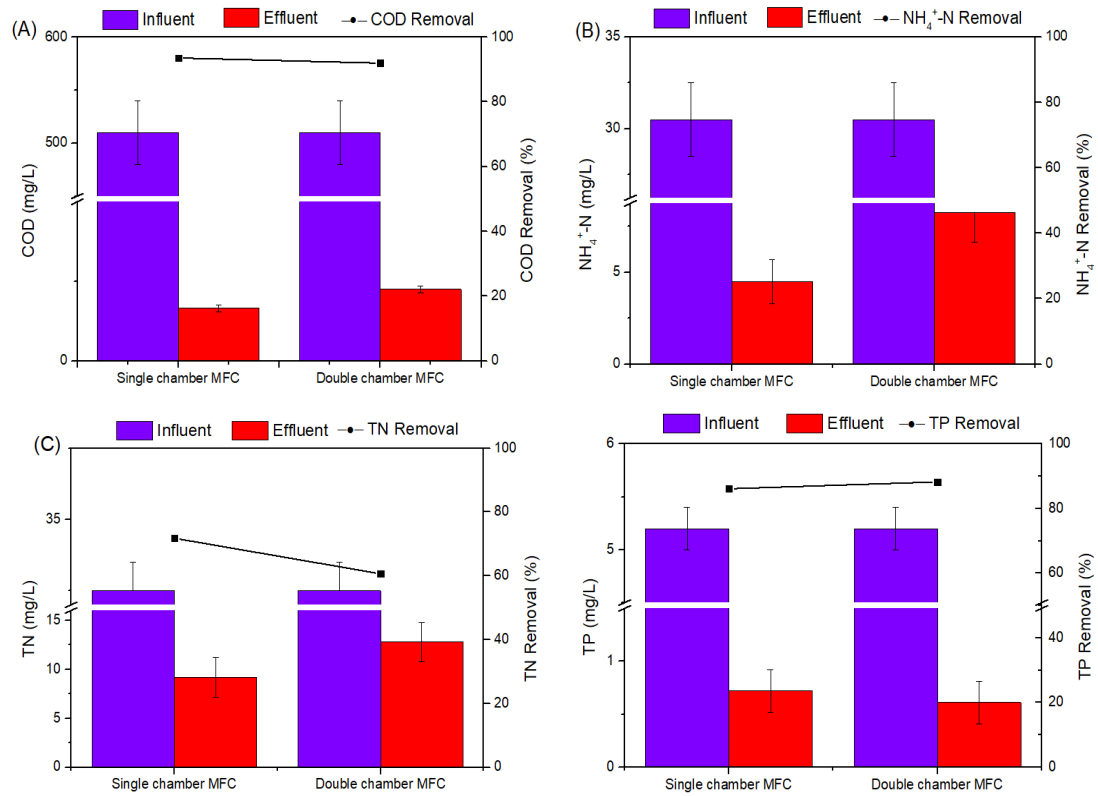 (A)
Influent Effluent COD Removal
600
500
0
COD (mg/L)
100
80
60
40
20
0
COD Removal (%)
Single chamber MFC Double chamber MFC
(B)
Influent Effluent NH₄⁺-N Removal
35
30
5
0
NH₄⁺-N (mg/L)
100
80
60
40
20
0
NH₄⁺-N Removal (%)
Single chamber MFC Double chamber MFC
(C)
Influent Effluent TN Removal
35
15
10
5
0
TN (mg/L)
100
80
60
40
20
0
TN Removal (%)
Single chamber MFC Double chamber MFC
Influent Effluent TP Removal
6
5
1
0
TP (mg/L)
100
80
60
40
20
0
TP Removal (%)
Single chamber MFC Double chamber MFC